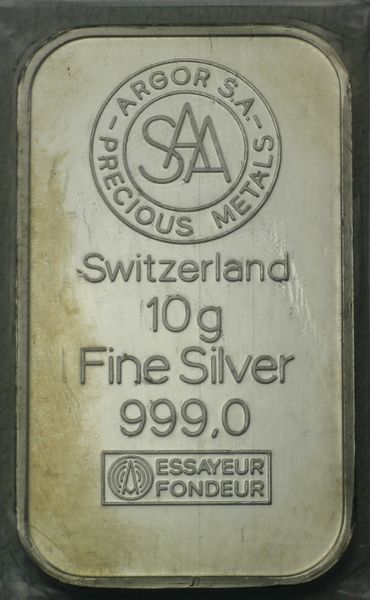 ARGOR S.A.
SAA
PRECIOUS METALS
Switzerland
10g
Fine Silver
999,0
ESSAYEUR
FONDEUR